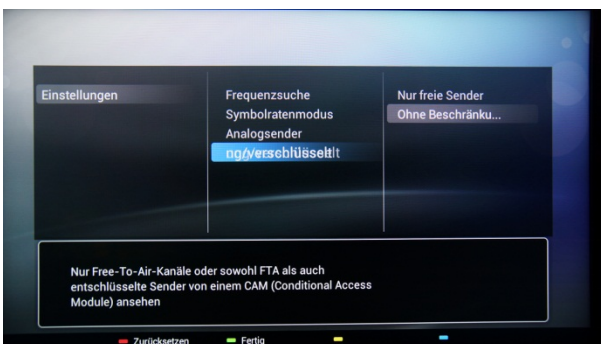 Einstellungen
Frequenzsuche
Symbolratenmodus
Analogsender
Nur freie Sender
Ohne Beschränku...
Nur Free-To-Air-Kanäle oder sowohl FTA als auch
entschlüsselte Sender von einem CAM (Conditional Access
Module) ansehen
Zurücksetzen
Fertig